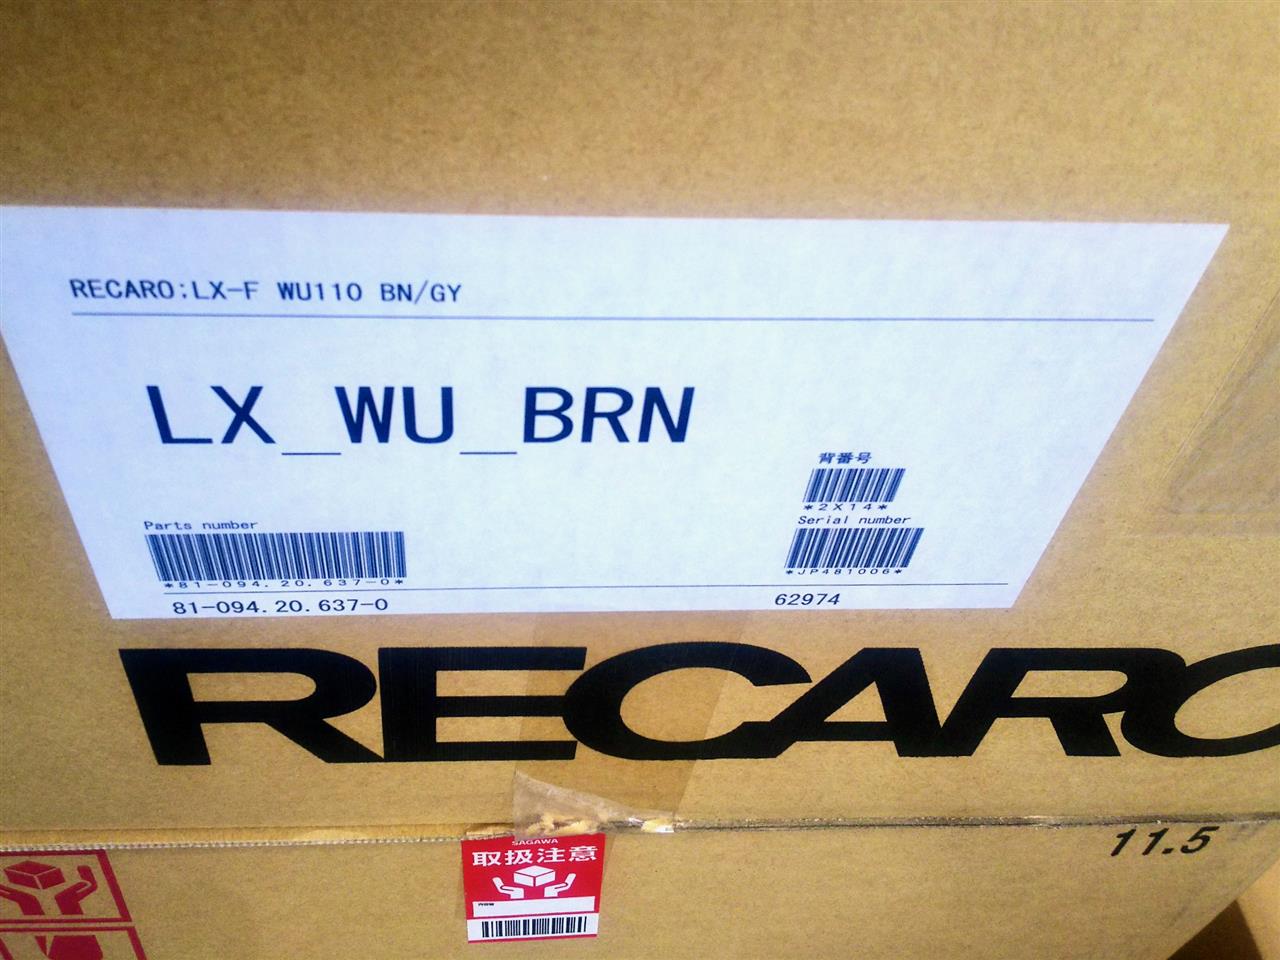 RECARO:LX-F WU110 BN/GY
LX_WU_BRN
背番号
*2X14*
Parts number
Serial number
*81-094.20.637-0*
*JP481006*
81-094.20.637-0
62974
RECARO
11.5
SAGAWA
取扱注意